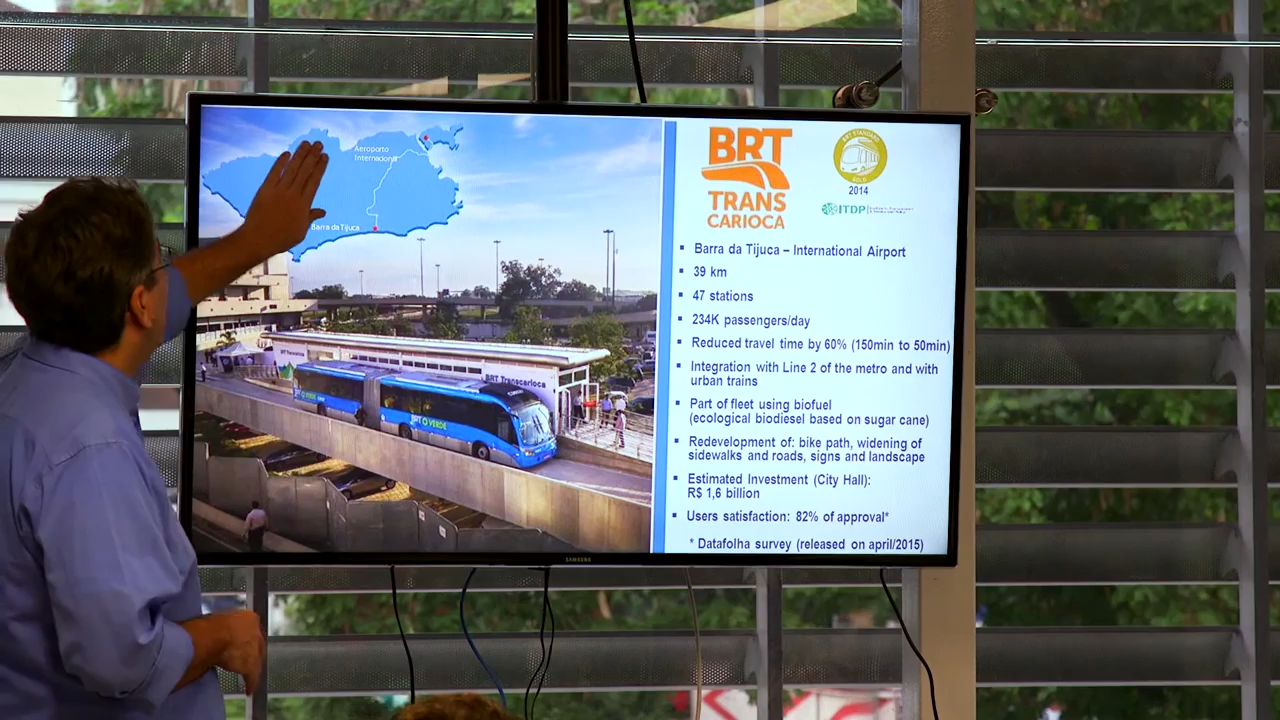 Aeroporto
Internacional
Barra da Tijuca
BRT Transcarioca
BRT
VERDE
BRT
TRANS
CARIOCA
BRT STANDARD
GOLD
2014
ITDP
▪ Barra da Tijuca – International Airport
▪ 39 km
▪ 47 stations
▪ 234K passengers/day
▪ Reduced travel time by 60% (150min to 50min)
▪ Integration with Line 2 of the metro and with
urban trains
▪ Part of fleet using biofuel
(ecological biodiesel based on sugar cane)
▪ Redevelopment of: bike path, widening of
sidewalks and roads, signs and landscape
▪ Estimated Investment (City Hall):
R$ 1,6 billion
▪ Users satisfaction: 82% of approval*
* Datafolha survey (released on april/2015)
SAMSUNG